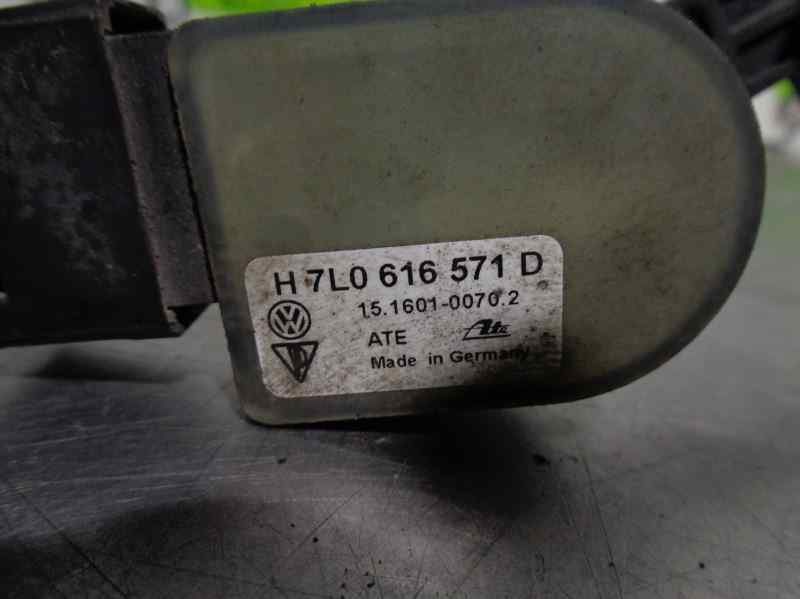 H 7L0 616 571 D
15.1601-0070.2
ATE Ate
Made in Germany